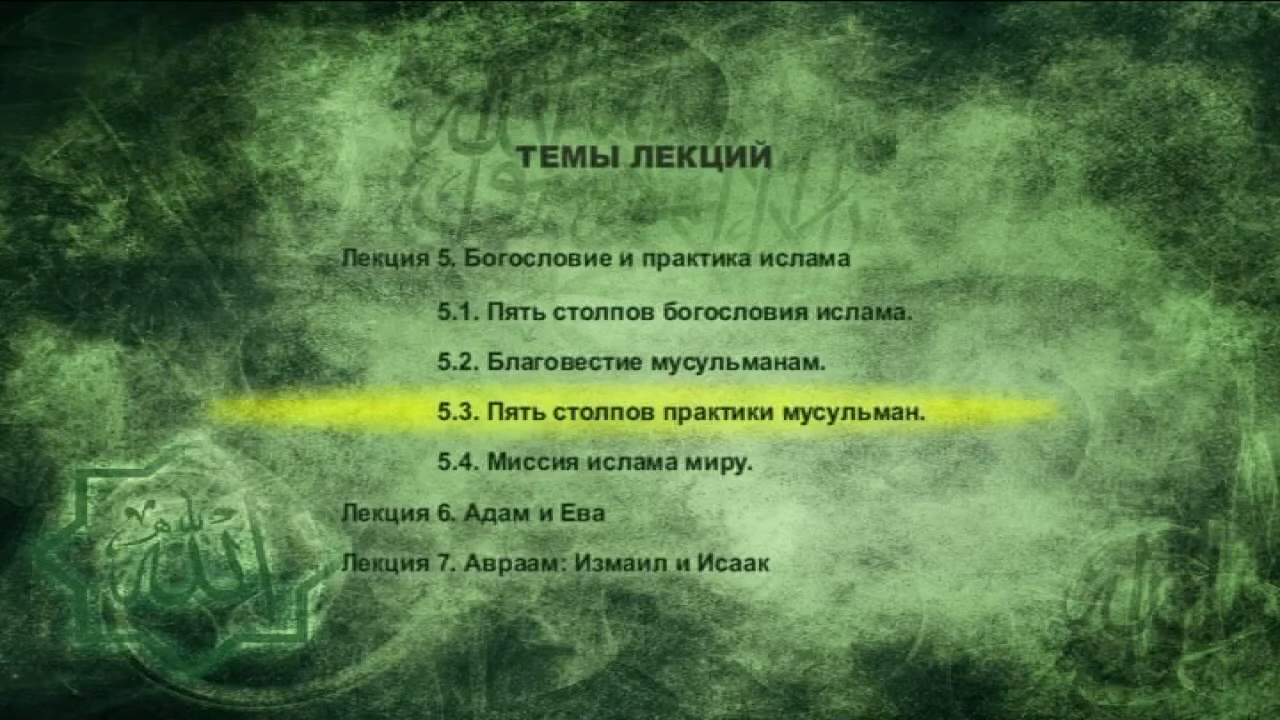 ТЕМЫ ЛЕКЦИЙ
Лекция 5. Богословие и практика ислама
5.1. Пять столпов богословия ислама.
5.2. Благовестие мусульманам.
5.3. Пять столпов практики мусульман.
5.4. Миссия ислама миру.
Лекция 6. Адам и Ева
Лекция 7. Авраам: Измаил и Исаак
الله